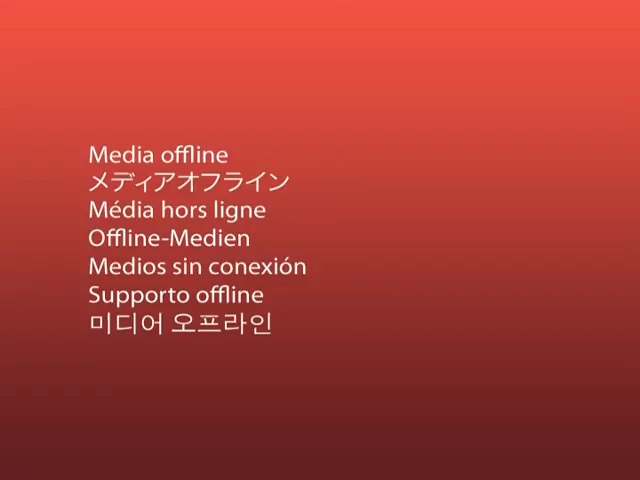 Media offline
メディアオフライン
Média hors ligne
Offline-Medien
Medios sin conexión
Supporto offline
미디어 오프라인